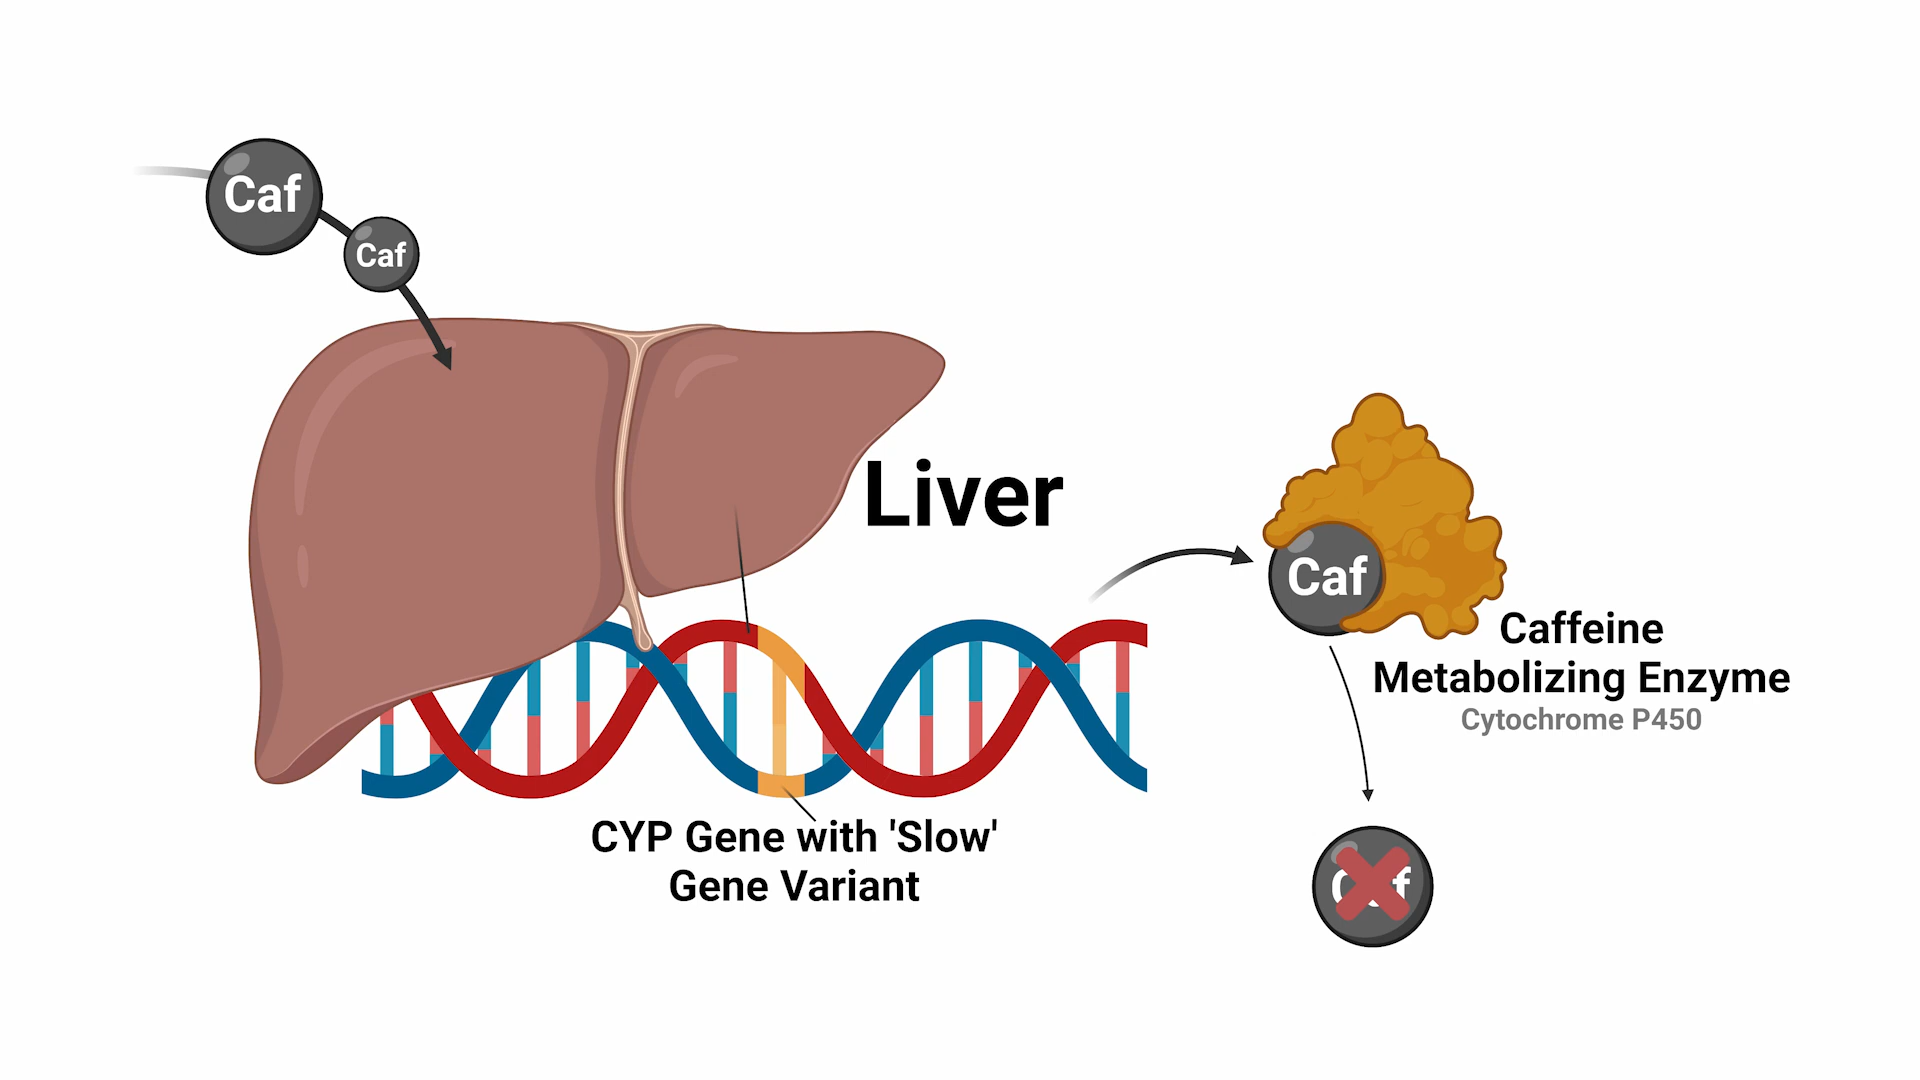 Caf
Caf
Liver
Caf
Caffeine
Metabolizing Enzyme
Cytochrome P450
CYP Gene with 'Slow'
Gene Variant